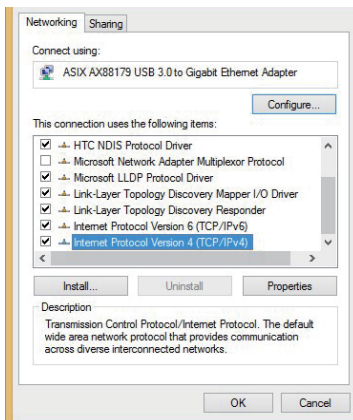 Networking Sharing
Connect using:
ASIX AX88179 USB 3.0 to Gigabit Ethernet Adapter
Configure...
This connection uses the following items:
HTC NDIS Protocol Driver
Microsoft Network Adapter Multiplexor Protocol
Microsoft LLDP Protocol Driver
Link-Layer Topology Discovery Mapper I/O Driver
Link-Layer Topology Discovery Responder
Internet Protocol Version 6 (TCP/IPv6)
Internet Protocol Version 4 (TCP/IPv4)
Install... Uninstall Properties
Description
Transmission Control Protocol/Internet Protocol. The default
wide area network protocol that provides communication
across diverse interconnected networks.
OK Cancel